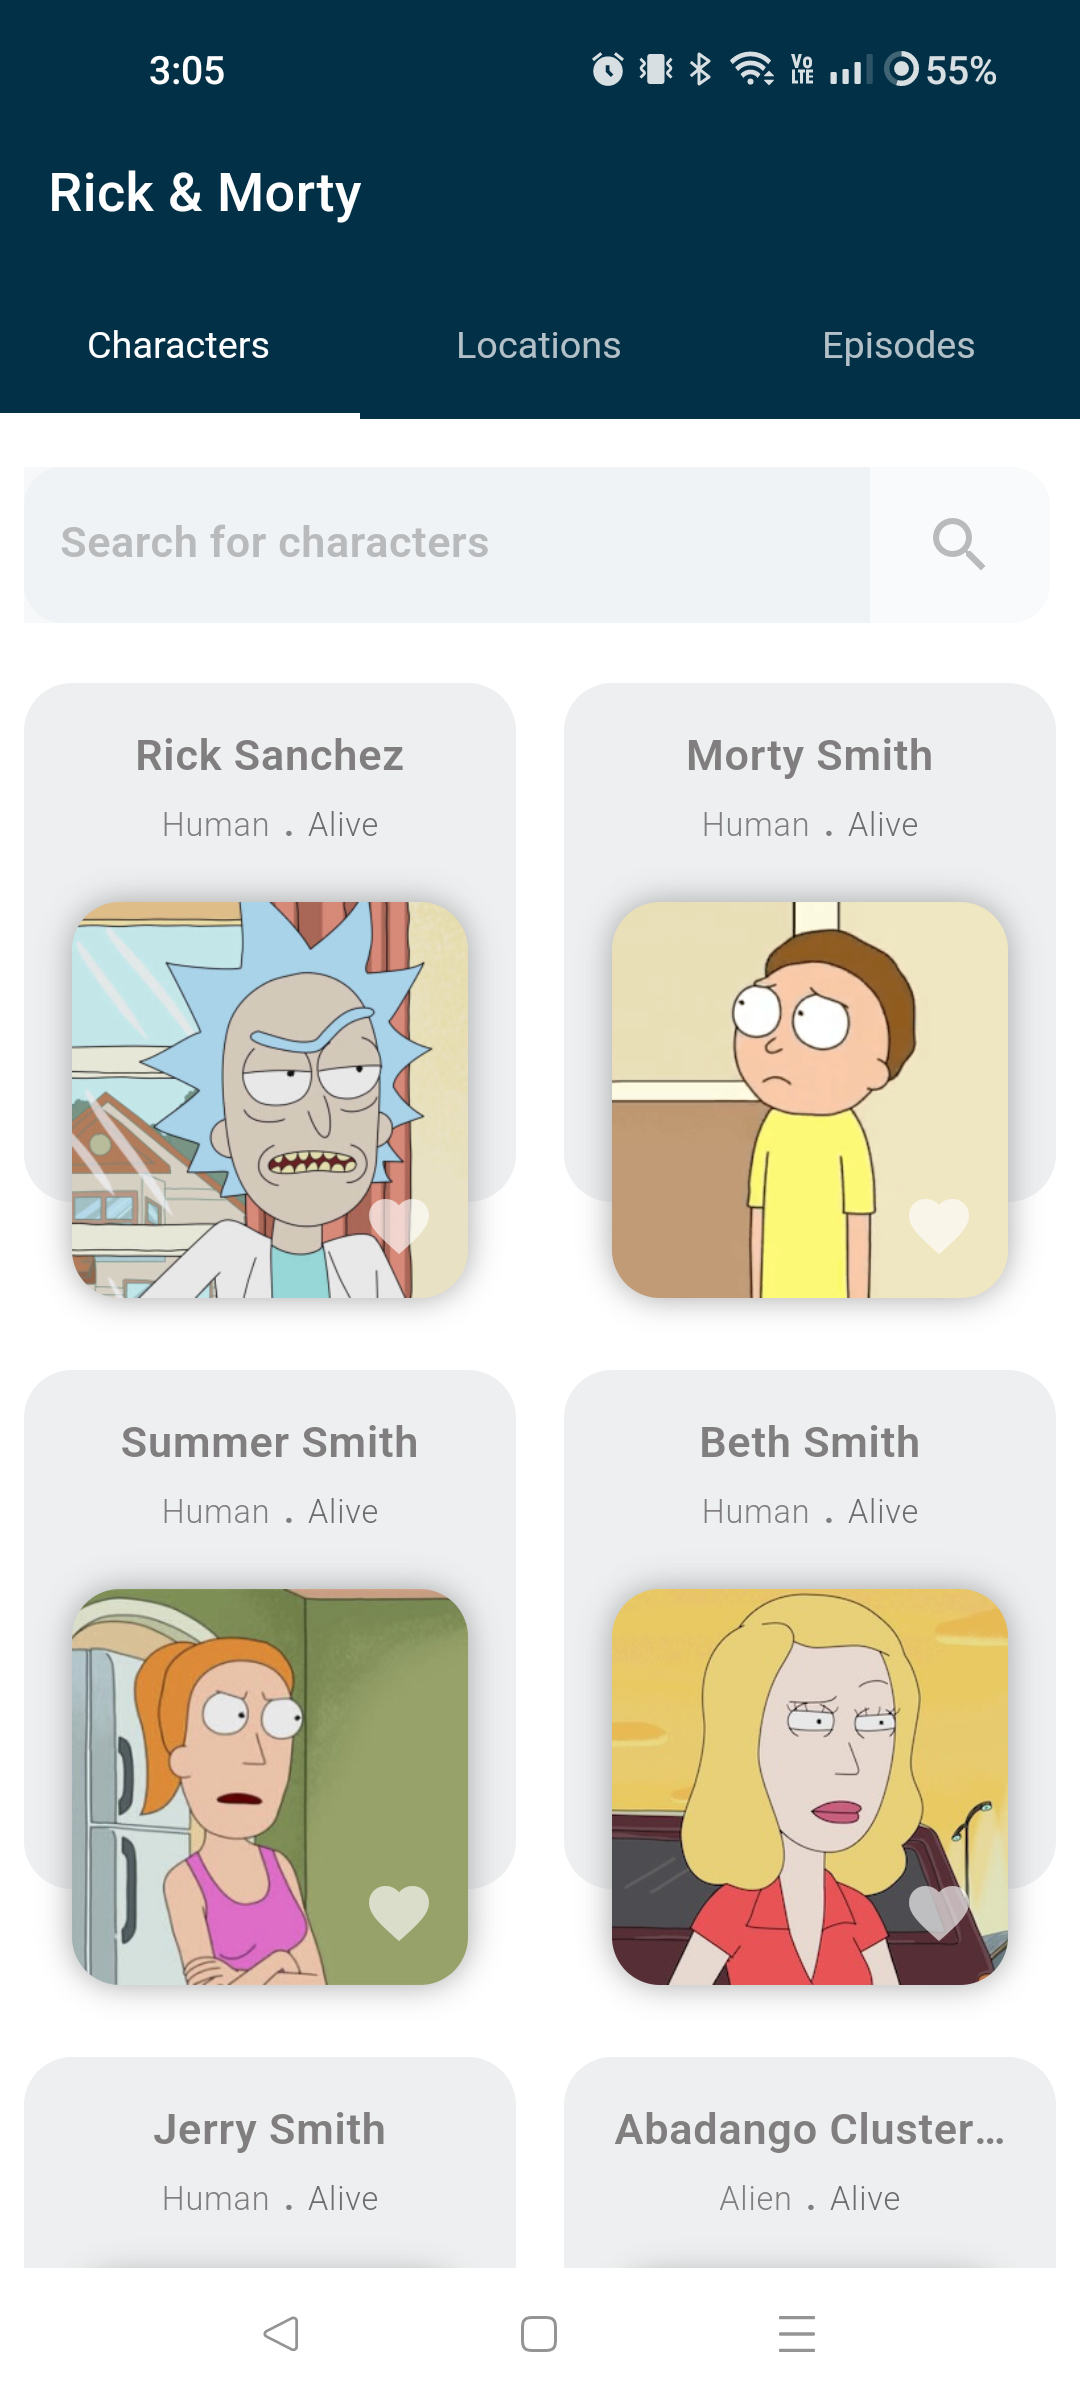 3:05
Vo
LTE
55%
Rick & Morty
Characters Locations Episodes
Search for characters
Rick Sanchez
Human . Alive
Morty Smith
Human . Alive
Summer Smith
Human . Alive
Beth Smith
Human . Alive
Jerry Smith
Human . Alive
Abadango Cluster...
Alien . Alive